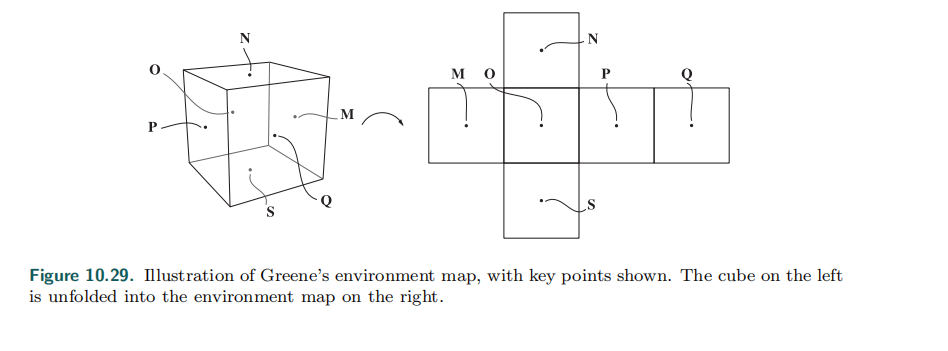 N
O
P
M
S
Q
N
M O P Q
S
Figure 10.29. Illustration of Greene's environment map, with key points shown. The cube on the left
is unfolded into the environment map on the right.